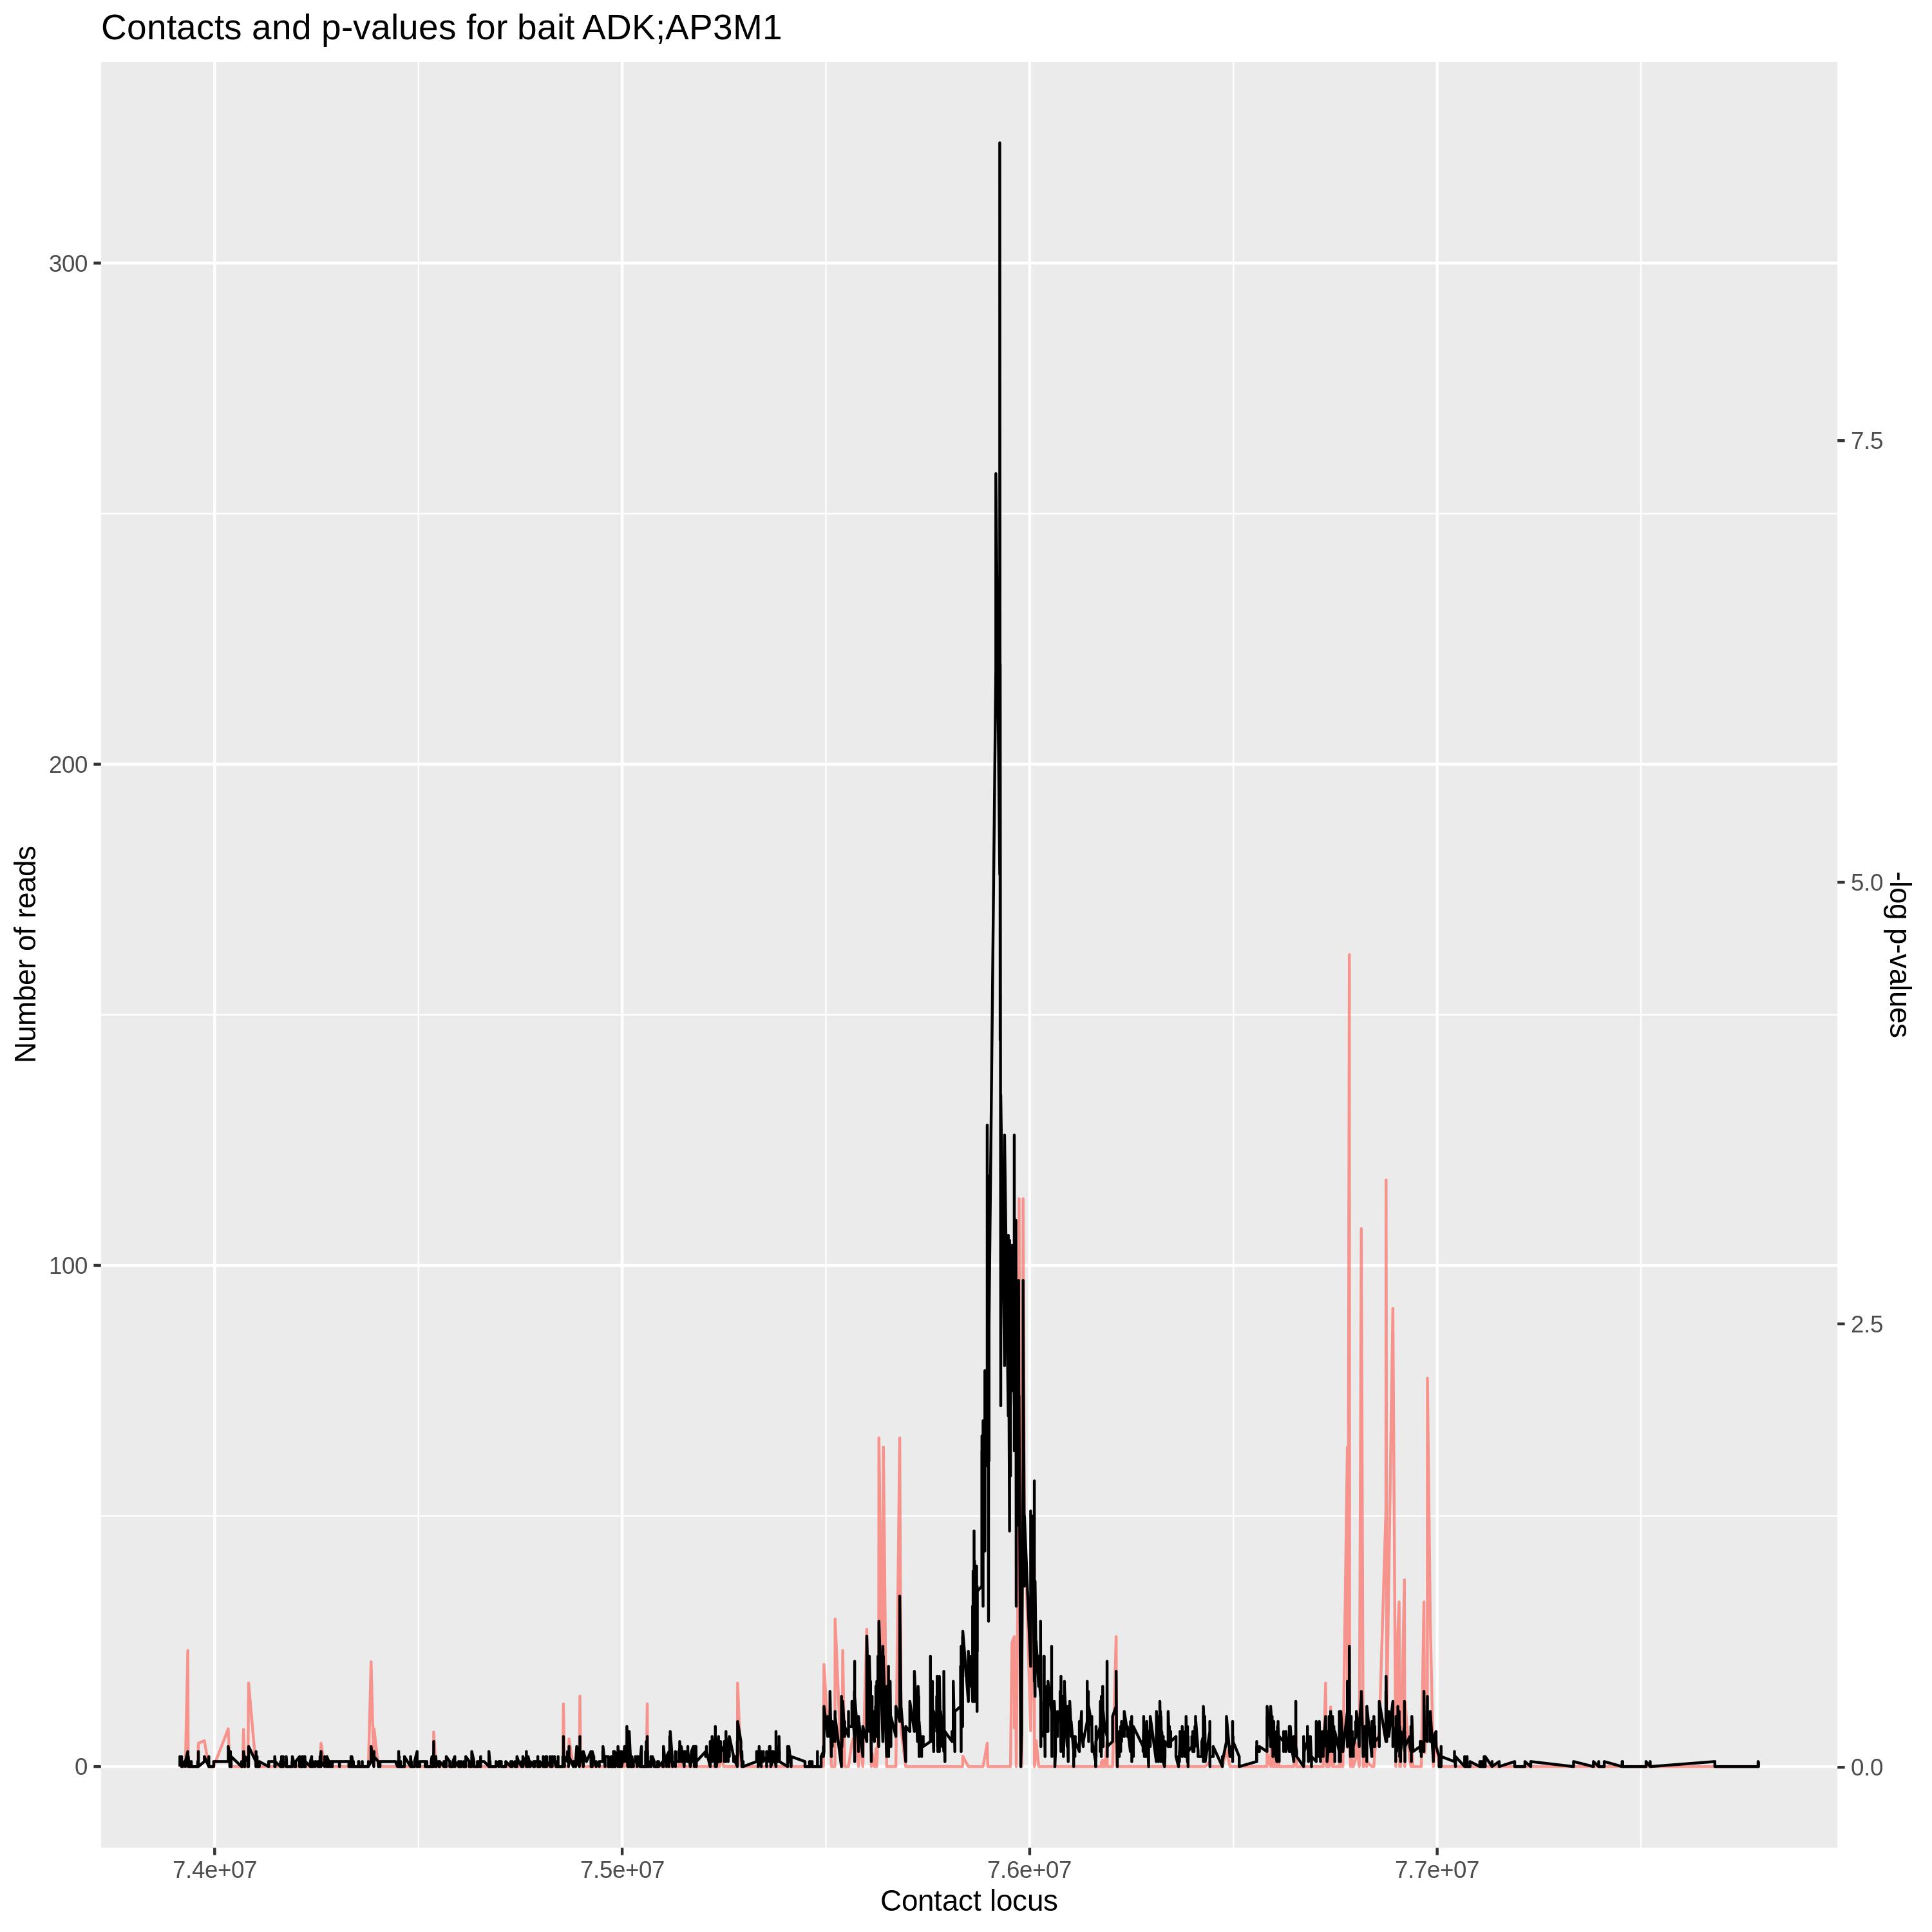 Contacts and p-values for bait ADK;AP3M1
300
200
100
0
Number of reads
7.5
5.0
2.5
0.0
-log p-values
7.4e+07
7.5e+07
7.6e+07
7.7e+07
Contact locus